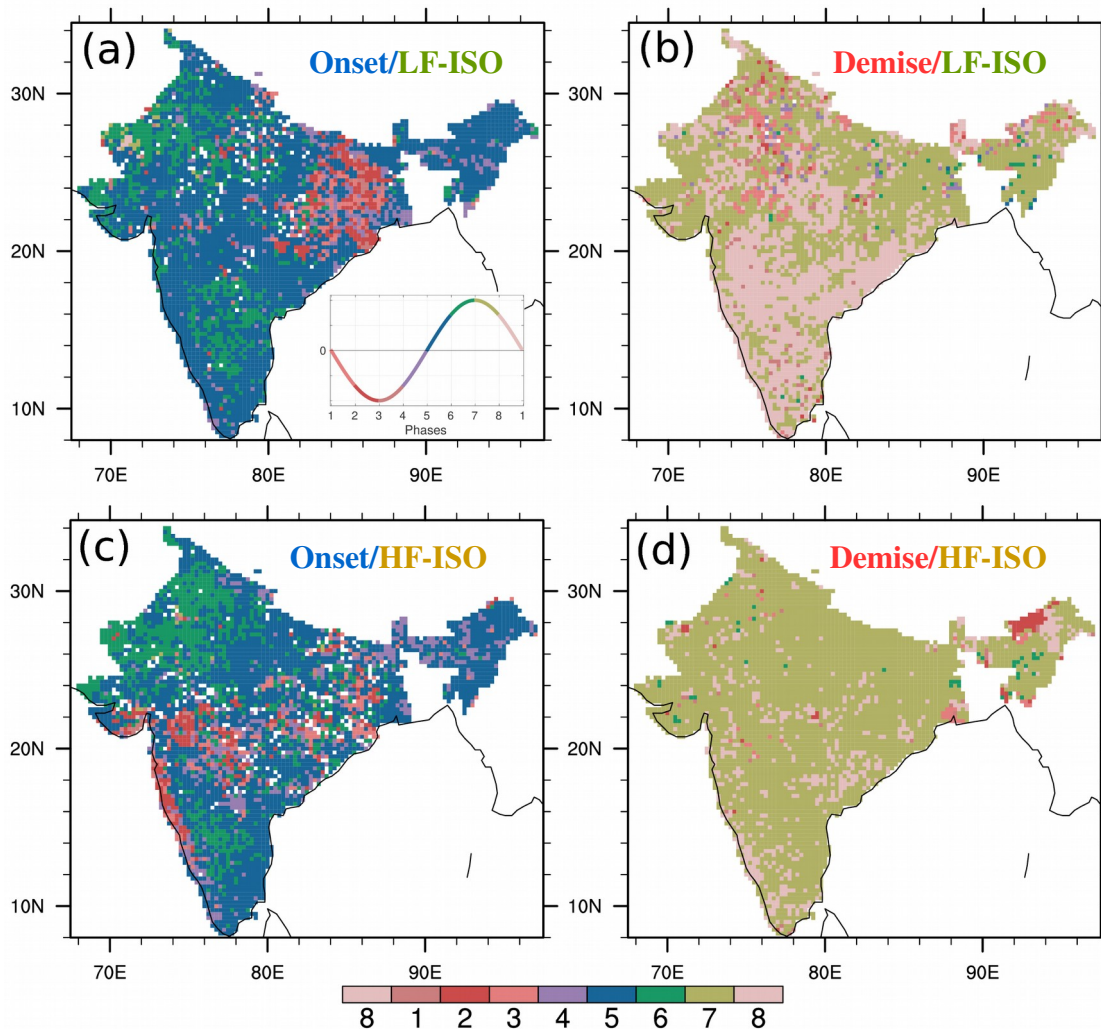 (a) Onset/LF-ISO
(b) Demise/LF-ISO
30N
20N
10N
0
1 2 3 4 5 6 7 8 1
Phases
70E 80E 90E
70E 80E 90E
(c) Onset/HF-ISO
(d) Demise/HF-ISO
30N
20N
10N
70E 80E 90E
70E 80E 90E
8 1 2 3 4 5 6 7 8